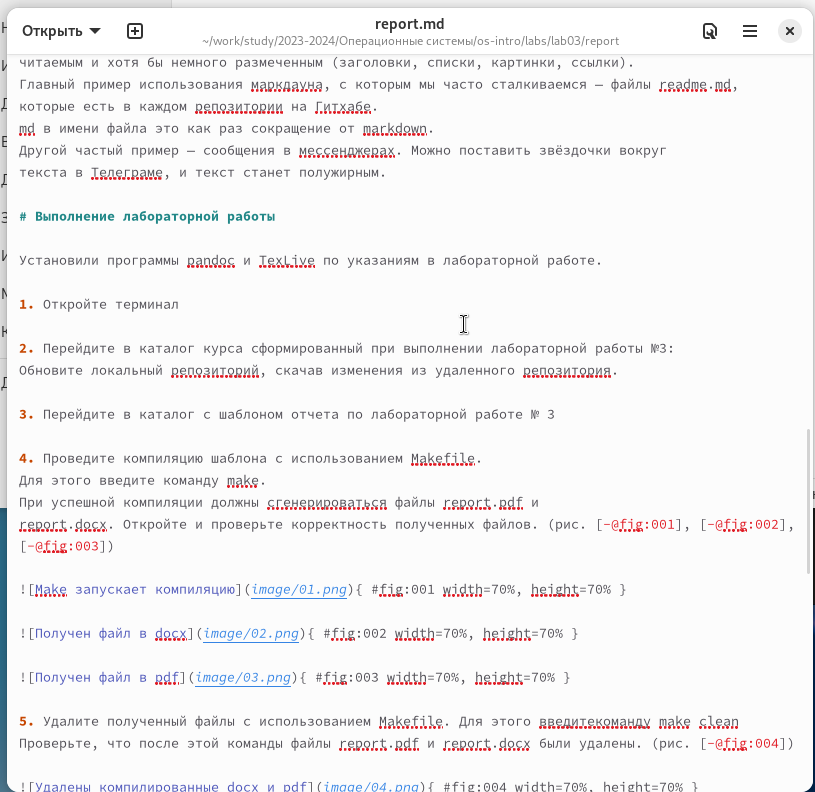 Открыть
report.md
~/work/study/2023-2024/Операционные системы/os-intro/labs/lab03/report
читаемым и хотя бы немного размеченным (заголовки, списки, картинки, ссылки).
Главный пример использования маркдауна, с которым мы часто сталкиваемся — файлы readme.md,
которые есть в каждом репозитории на Гитхабе.
md в имени файла это как раз сокращение от markdown.
Другой частый пример — сообщения в мессенджерах. Можно поставить звёздочки вокруг
текста в Телеграме, и текст станет полужирным.
# Выполнение лабораторной работы
Установили программы pandoc и TexLive по указаниям в лабораторной работе.
1. Откройте терминал
2. Перейдите в каталог курса сформированный при выполнении лабораторной работы №3:
Обновите локальный репозиторий, скачав изменения из удаленного репозитория.
3. Перейдите в каталог с шаблоном отчета по лабораторной работе № 3
4. Проведите компиляцию шаблона с использованием Makefile.
Для этого введите команду make.
При успешной компиляции должны сгенерироваться файлы report.pdf и
report.docx. Откройте и проверьте корректность полученных файлов. (рис. [-@fig:001], [-@fig:002],
[-@fig:003])
![Make запускает компиляцию](image/01.png){ #fig:001 width=70%, height=70% }
![Получен файл в docx](image/02.png){ #fig:002 width=70%, height=70% }
![Получен файл в pdf](image/03.png){ #fig:003 width=70%, height=70% }
5. Удалите полученный файлы с использованием Makefile. Для этого введитекоманду make clean
Проверьте, что после этой команды файлы report.pdf и report.docx были удалены. (рис. [-@fig:004])
![Удалены компилированные docx и pdf](image/04.png){ #fig:004 width=70%, height=70% }